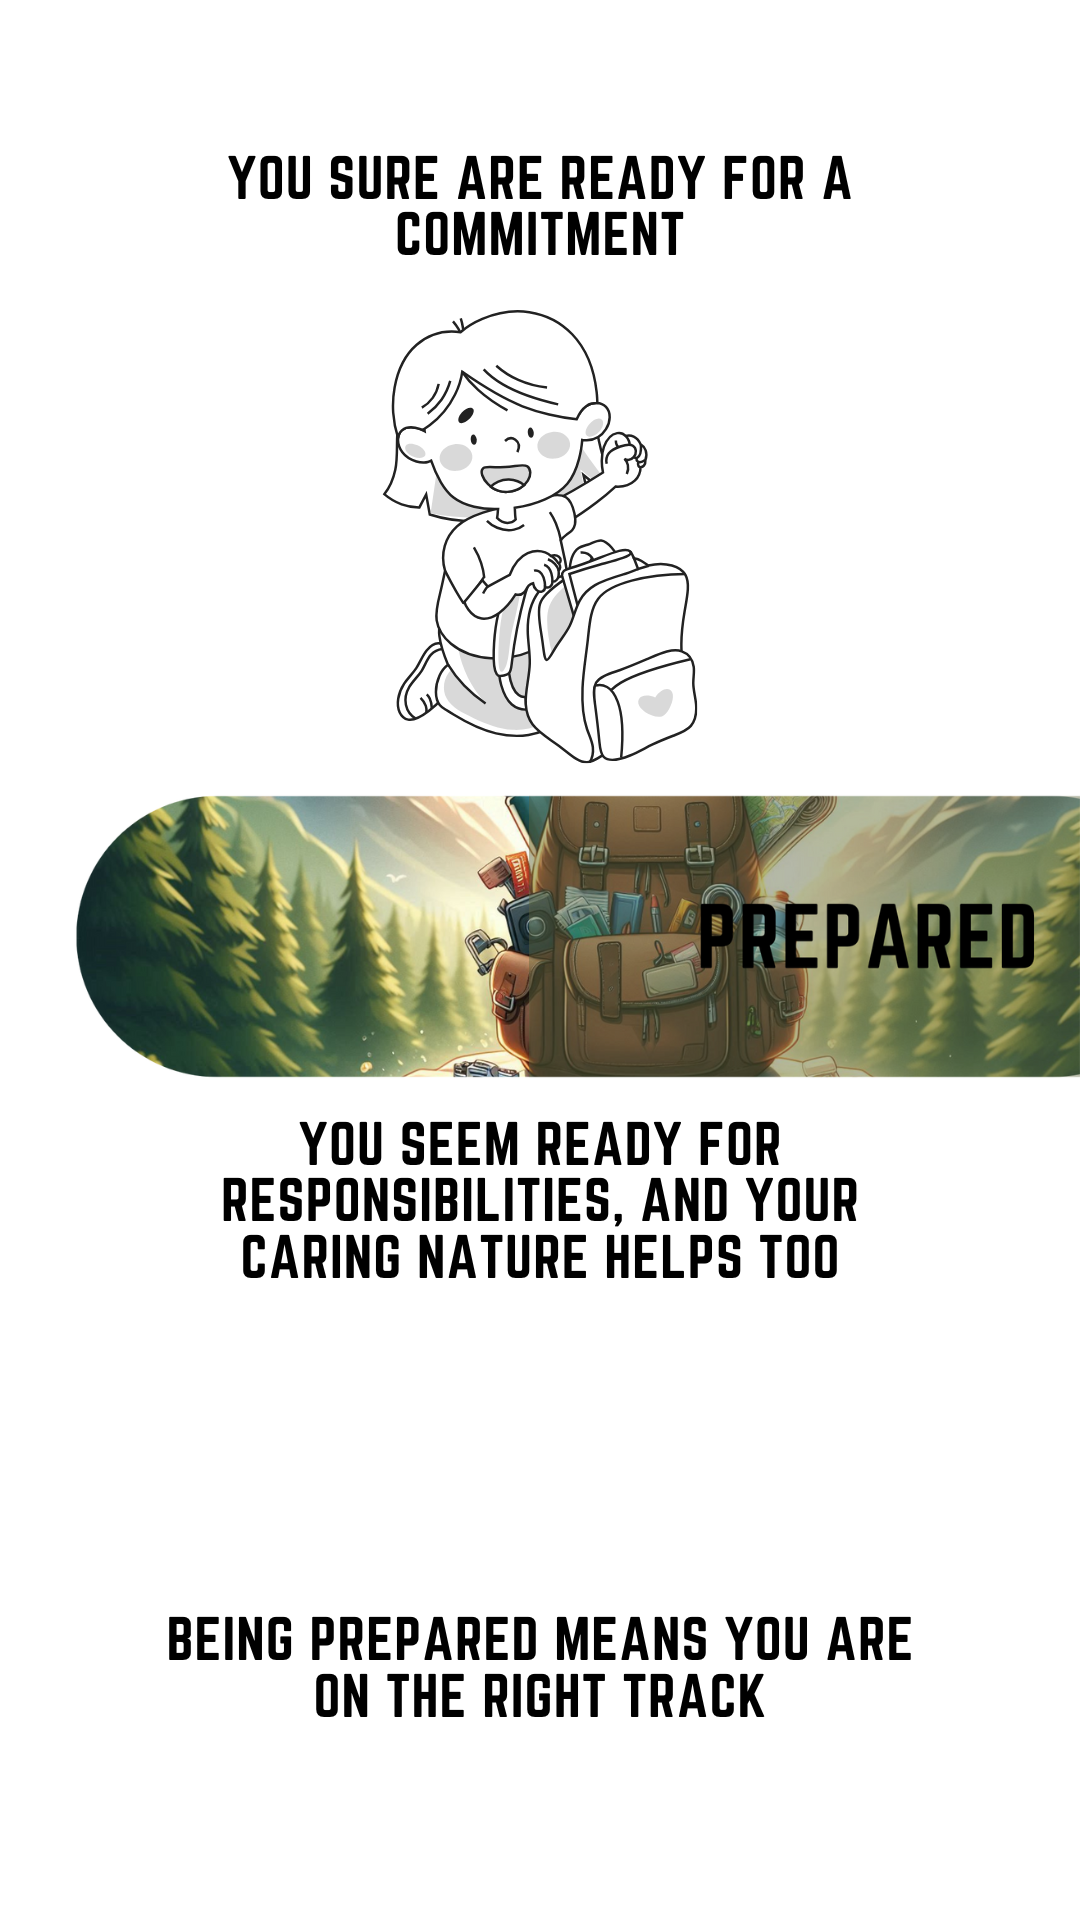 YOU SURE ARE READY FOR A
COMMITMENT
PREPARED
YOU SEEM READY FOR
RESPONSIBILITIES, AND YOUR
CARING NATURE HELPS TOO
BEING PREPARED MEANS YOU ARE
ON THE RIGHT TRACK